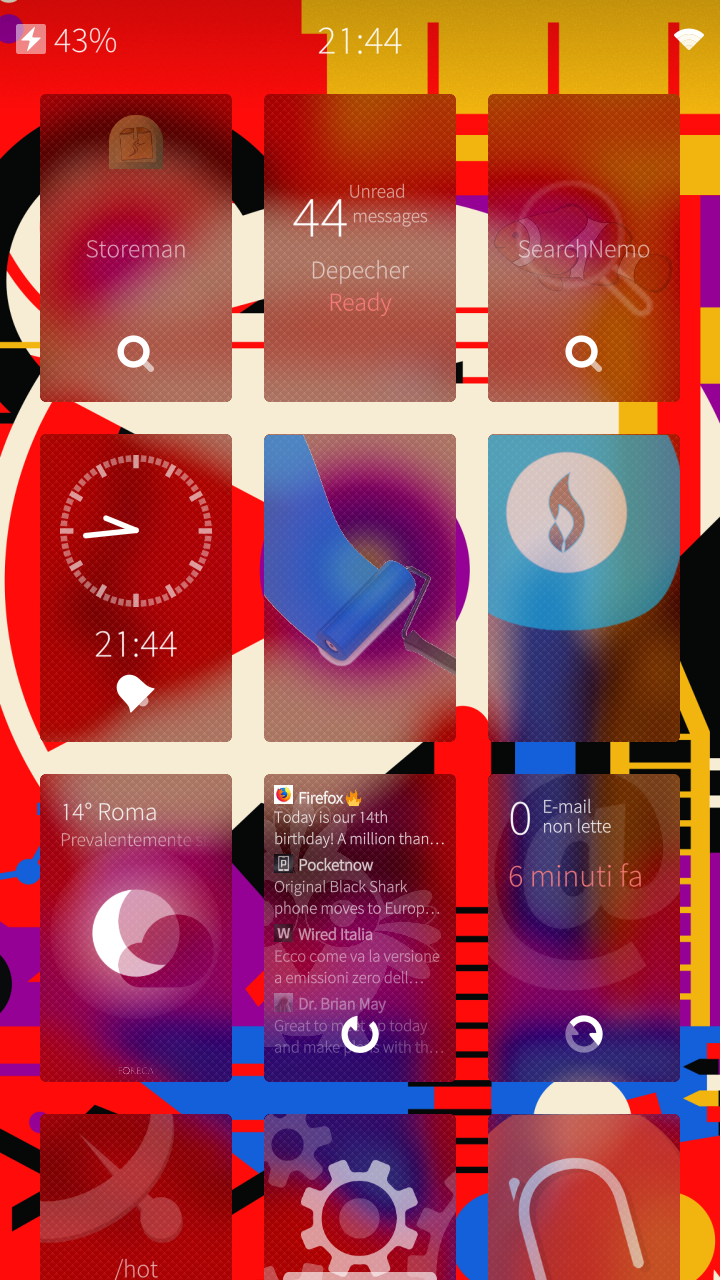 43%
21:44
Storeman
44
Unread
messages
Depecher
Ready
SearchNemo
21:44
14° Roma
Prevalentemente s
FORECA
Firefox🔥
Today is our 14th
birthday! A million than…
Pocketnow
Original Black Shark
phone moves to Europ…
W
Wired Italia
Ecco come va la versione
a emissioni zero dell…
Dr. Brian May
Great to meet up today
and make plans with th…
0
E-mail
non lette
6 minuti fa
/hot